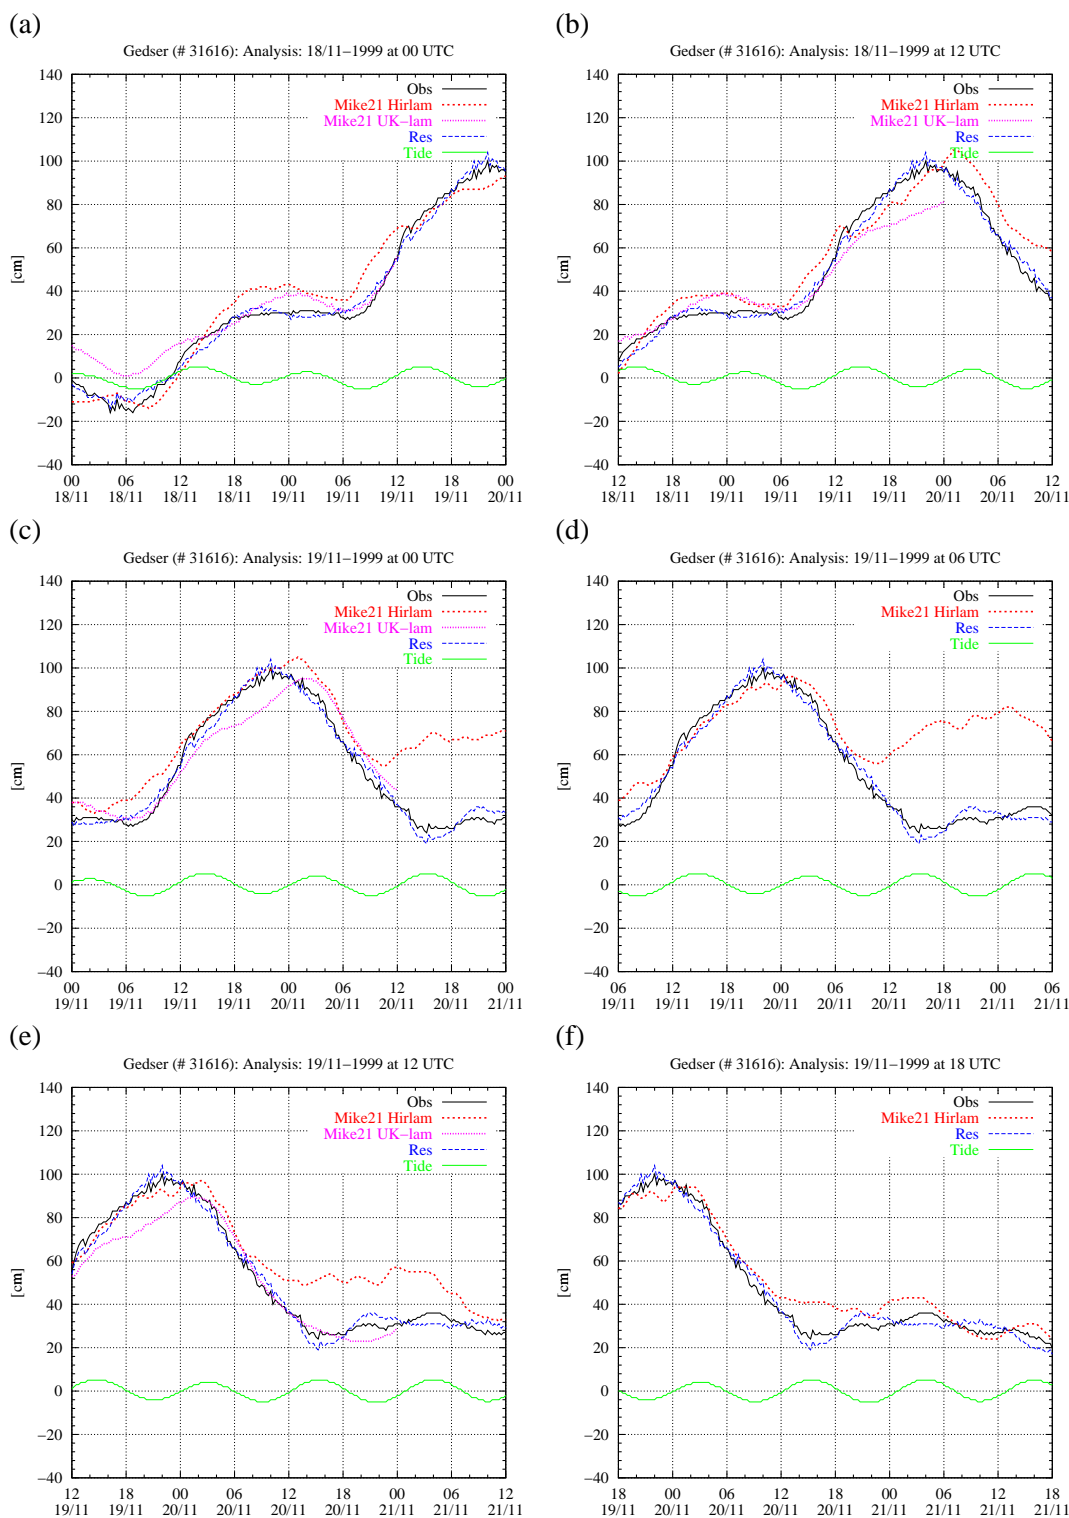 (a)
Gedser (# 31616): Analysis: 18/11–1999 at 00 UTC
140
120
100
80
60
40
20
0
–20
–40
[cm]
Obs
Mike21 Hirlam
Mike21 UK–lam
Res
Tide
00 06 12 18 00 06 12 18 00
18/11 18/11 18/11 18/11 19/11 19/11 19/11 19/11 20/11
(b)
Gedser (# 31616): Analysis: 18/11–1999 at 12 UTC
140
120
100
80
60
40
20
0
–20
–40
[cm]
Obs
Mike21 Hirlam
Mike21 UK–lam
Res
Tide
12 18 00 06 12 18 00 06 12
18/11 18/11 19/11 19/11 19/11 19/11 20/11 20/11 20/11
(c)
Gedser (# 31616): Analysis: 19/11–1999 at 00 UTC
140
120
100
80
60
40
20
0
–20
–40
[cm]
Obs
Mike21 Hirlam
Mike21 UK–lam
Res
Tide
00 06 12 18 00 06 12 18 00
19/11 19/11 19/11 19/11 20/11 20/11 20/11 20/11 21/11
(d)
Gedser (# 31616): Analysis: 19/11–1999 at 06 UTC
140
120
100
80
60
40
20
0
–20
–40
[cm]
Obs
Mike21 Hirlam
Res
Tide
06 12 18 00 06 12 18 00 06
19/11 19/11 19/11 20/11 20/11 20/11 20/11 21/11 21/11
(e)
Gedser (# 31616): Analysis: 19/11–1999 at 12 UTC
140
120
100
80
60
40
20
0
–20
–40
[cm]
Obs
Mike21 Hirlam
Mike21 UK–lam
Res
Tide
12 18 00 06 12 18 00 06 12
19/11 19/11 20/11 20/11 20/11 20/11 21/11 21/11 21/11
(f)
Gedser (# 31616): Analysis: 19/11–1999 at 18 UTC
140
120
100
80
60
40
20
0
–20
–40
[cm]
Obs
Mike21 Hirlam
Res
Tide
18 00 06 12 18 00 06 12 18
19/11 20/11 20/11 20/11 20/11 21/11 21/11 21/11 21/11